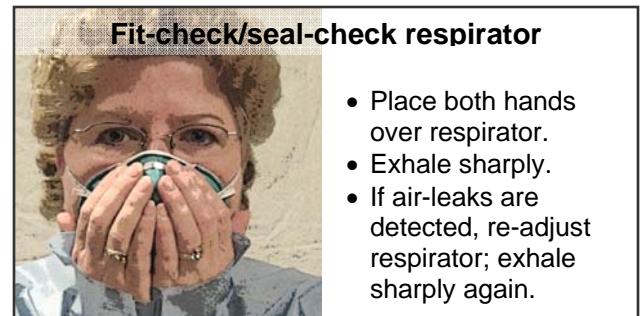 Fit-check/seal-check respirator
• Place both hands
over respirator.
• Exhale sharply.
• If air-leaks are
detected, re-adjust
respirator; exhale
sharply again.